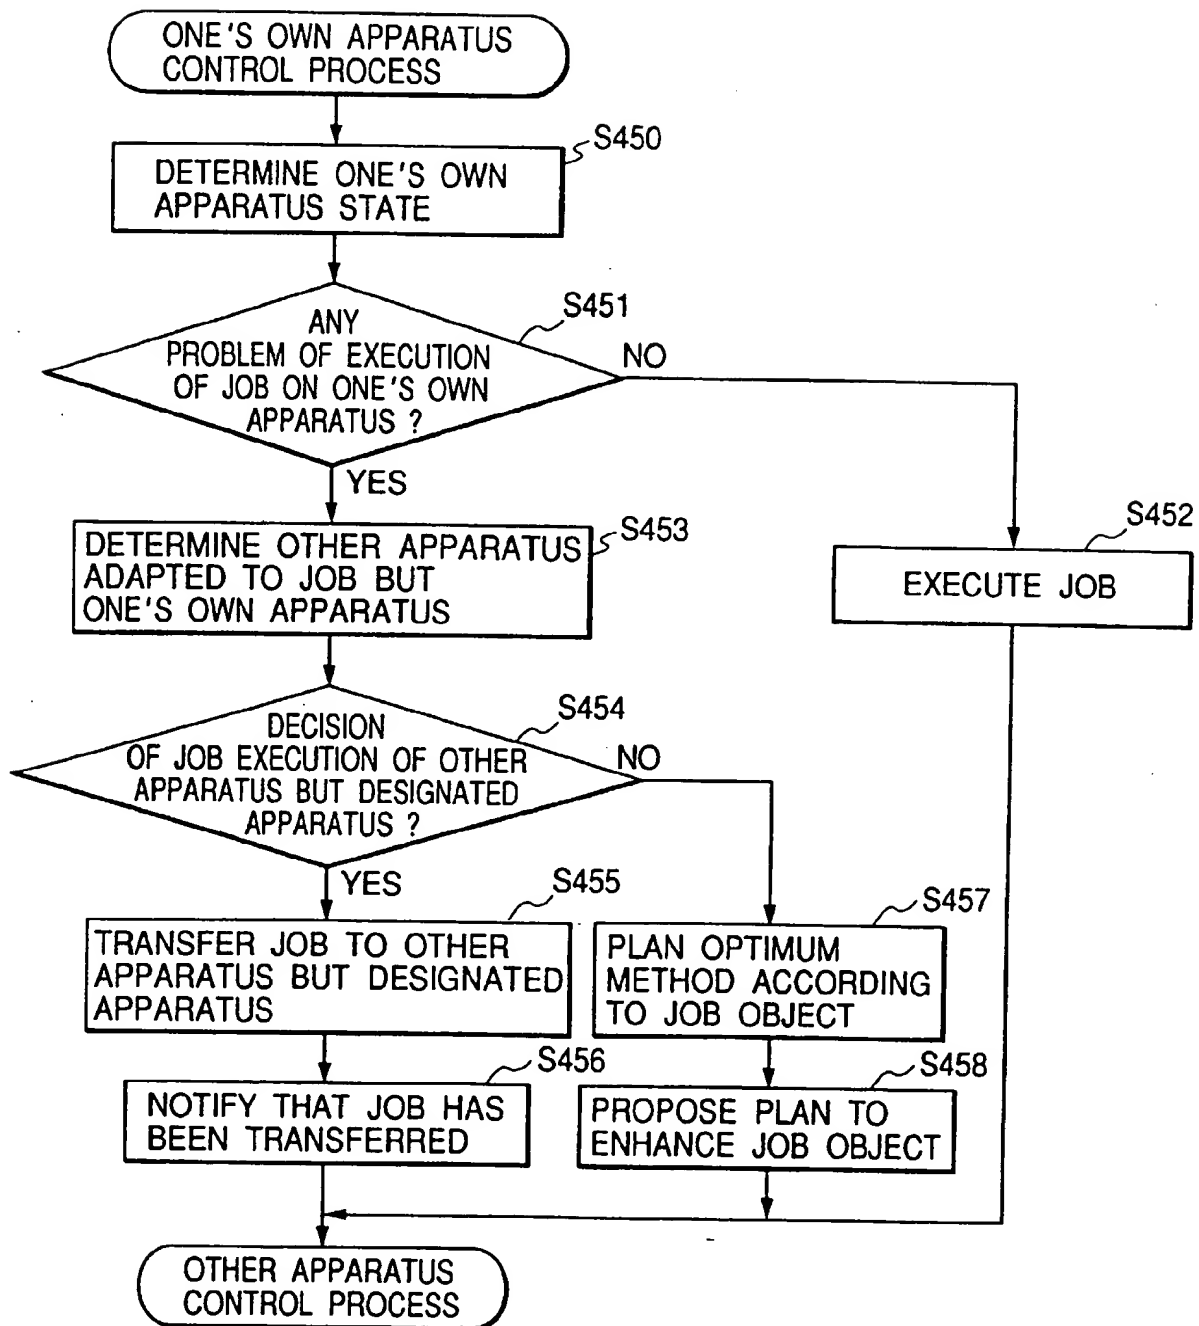 ONE'S OWN APPARATUS
CONTROL PROCESS
S450
DETERMINE ONE'S OWN
APPARATUS STATE
S451
ANY
PROBLEM OF EXECUTION
OF JOB ON ONE'S OWN
APPARATUS ?
NO
YES
S453
DETERMINE OTHER APPARATUS
ADAPTED TO JOB BUT
ONE'S OWN APPARATUS
S452
EXECUTE JOB
S454
DECISION
OF JOB EXECUTION OF OTHER
APPARATUS BUT DESIGNATED
APPARATUS ?
NO
YES
S455
TRANSFER JOB TO OTHER
APPARATUS BUT DESIGNATED
APPARATUS
S457
PLAN OPTIMUM
METHOD ACCORDING
TO JOB OBJECT
S456
NOTIFY THAT JOB HAS
BEEN TRANSFERRED
S458
PROPOSE PLAN TO
ENHANCE JOB OBJECT
OTHER APPARATUS
CONTROL PROCESS